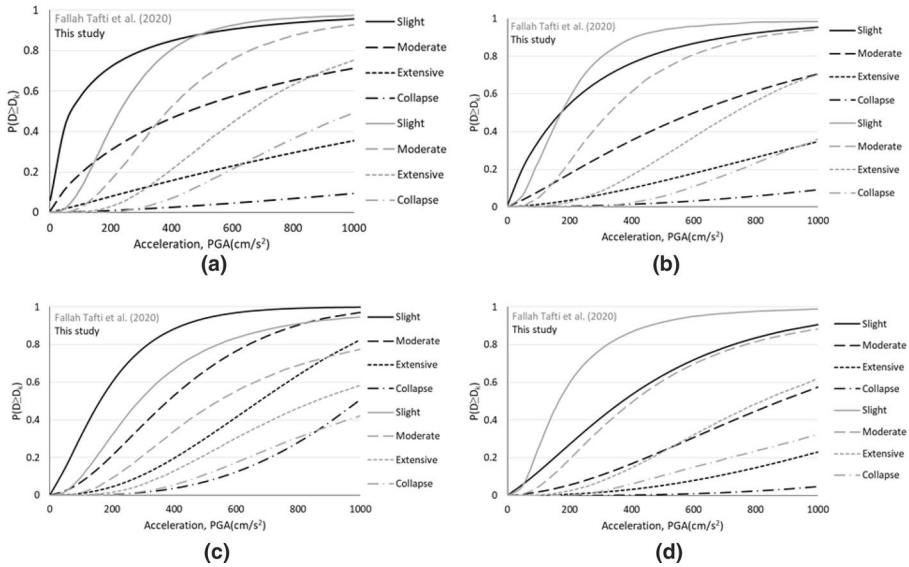 Fallah Tafti et al. (2020)
This study
P(D≥Dk)
1
0.8
0.6
0.4
0.2
0
0 200 400 600 800 1000
Acceleration, PGA(cm/s²)
Slight
Moderate
Extensive
Collapse
Slight
Moderate
Extensive
Collapse
(a)
Fallah Tafti et al. (2020)
This study
P(D≥Dk)
1
0.8
0.6
0.4
0.2
0
0 200 400 600 800 1000
Acceleration, PGA(cm/s²)
Slight
Moderate
Extensive
Collapse
Slight
Moderate
Extensive
Collapse
(b)
Fallah Tafti et al. (2020)
This study
P(D≥Dk)
1
0.8
0.6
0.4
0.2
0
0 200 400 600 800 1000
Acceleration, PGA(cm/s²)
Slight
Moderate
Extensive
Collapse
Slight
Moderate
Extensive
Collapse
(c)
Fallah Tafti et al. (2020)
This study
P(D≥Dk)
1
0.8
0.6
0.4
0.2
0
0 200 400 600 800 1000
Acceleration, PGA(cm/s²)
Slight
Moderate
Extensive
Collapse
Slight
Moderate
Extensive
Collapse
(d)